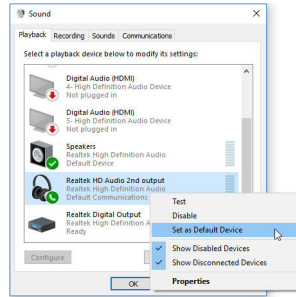 Sound
Playback Recording Sounds Communications
Select a playback device below to modify its settings:
Digital Audio (HDMI)
4- High Definition Audio Device
Not plugged in
Digital Audio (HDMI)
5- High Definition Audio Device
Not plugged in
Speakers
Realtek High Definition Audio
Default Device
Realtek HD Audio 2nd output
Realtek High Definition Audio
Default Communications
Realtek Digital Output
Realtek High Definition A
Ready
Test
Disable
Set as Default Device
Show Disabled Devices
Show Disconnected Devices
Properties
Configure
OK